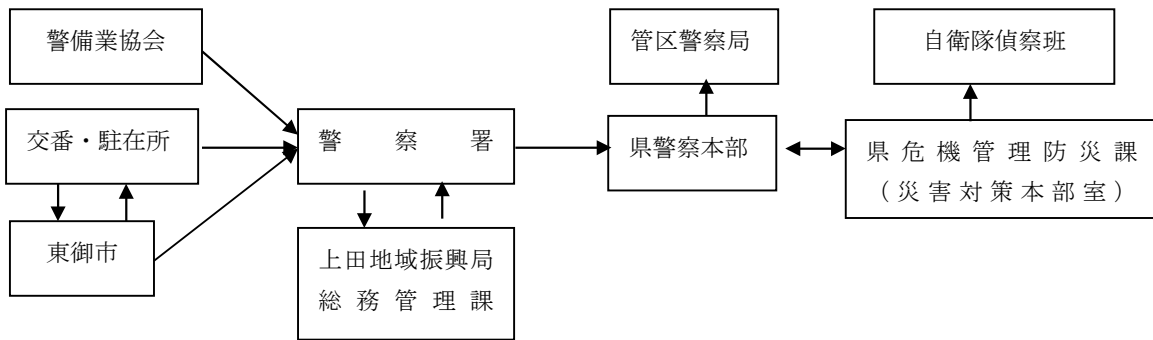 警備業協会
管区警察局
自衛隊偵察班
交番・駐在所
警察署
県警察本部
県危機管理防災課
（災害対策本部室）
東御市
上田地域振興局
総務管理課